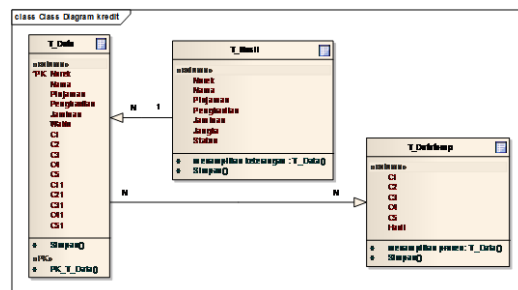 class Class Diagram kredit
T_Data
«column»
*PK Norek
Nama
Pinjaman
Penghasilan
Jaminan
Waktu
C1
C2
C3
C4
C5
C11
C21
C31
C41
C51
+ Simpan()
«PK»
+ PK_T_Data()
T_Hasil
«column»
Norek
Nama
Pinjaman
Penghasilan
Jaminan
Jangka
Status
+ menampilkan keterangan : T_Data()
+ Simpan()
N 1
N N
«column»
C1
C2
C3
C4
C5
Hasil
+ menampilkan proses : T_Data()
+ Simpan()